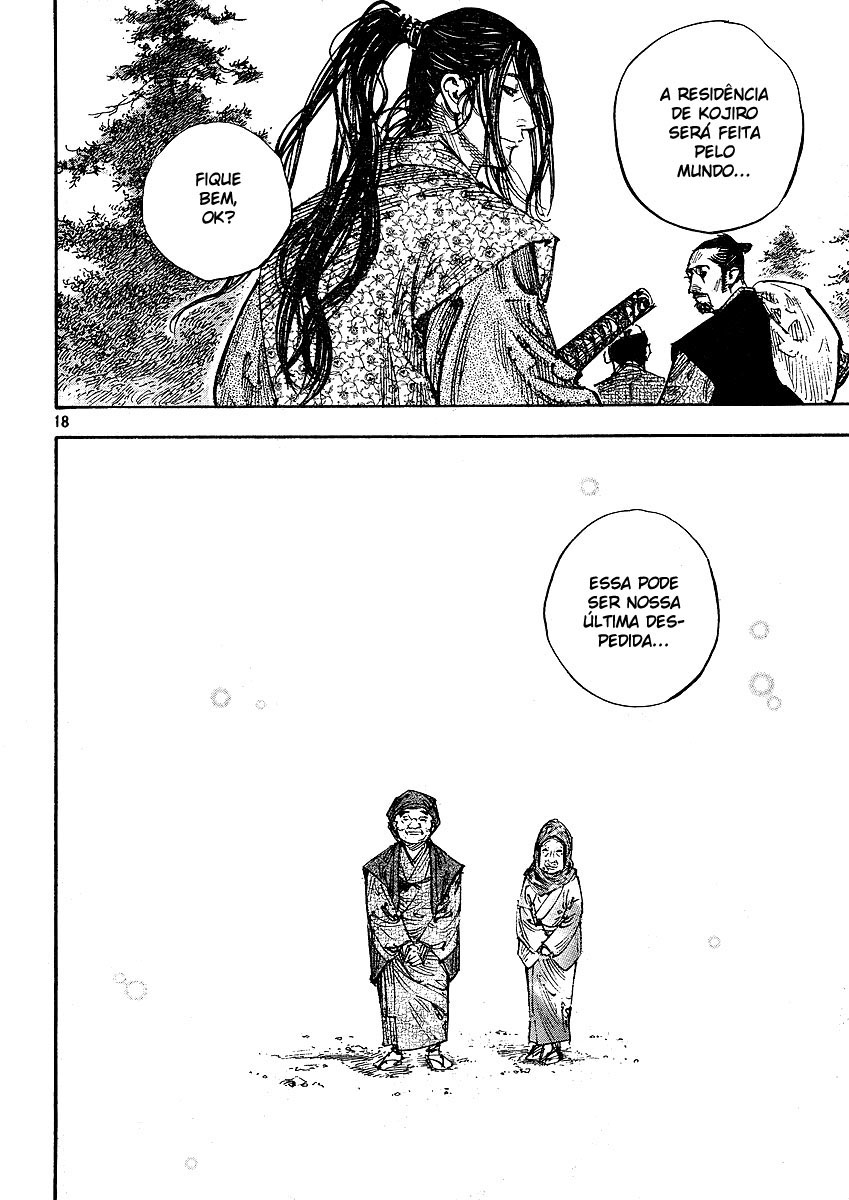 A RESIDÊNCIA
DE KOJIRO
SERÁ FEITA
PELO
MUNDO...
FIQUE
BEM,
OK?
18
ESSA PODE
SER NOSSA
ÚLTIMA DES-
PEDIDA...